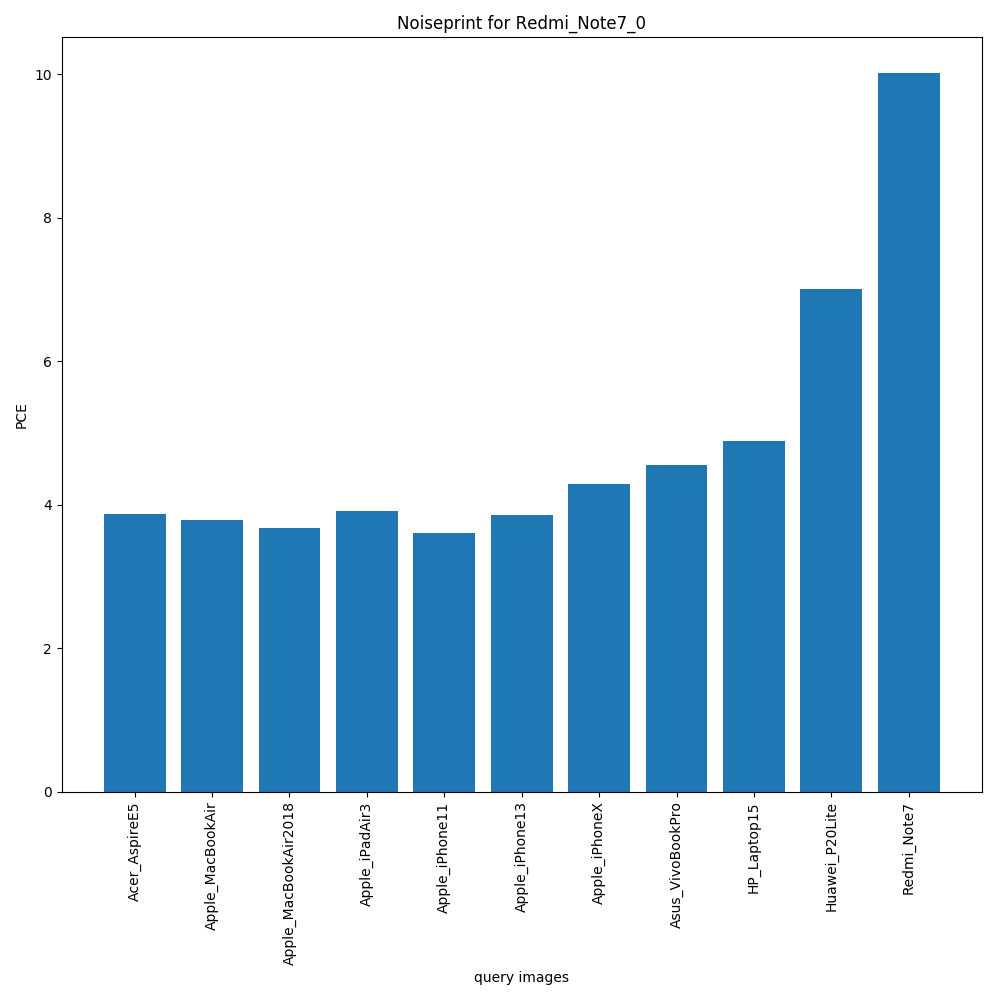 Noiseprint for Redmi_Note7_0
PCE
10
8
6
4
2
0
Acer_AspireE5
Apple_MacBookAir
Apple_MacBookAir2018
Apple_iPadAir3
Apple_iPhone11
Apple_iPhone13
Apple_iPhoneX
Asus_VivoBookPro
HP_Laptop15
Huawei_P20Lite
Redmi_Note7
query images